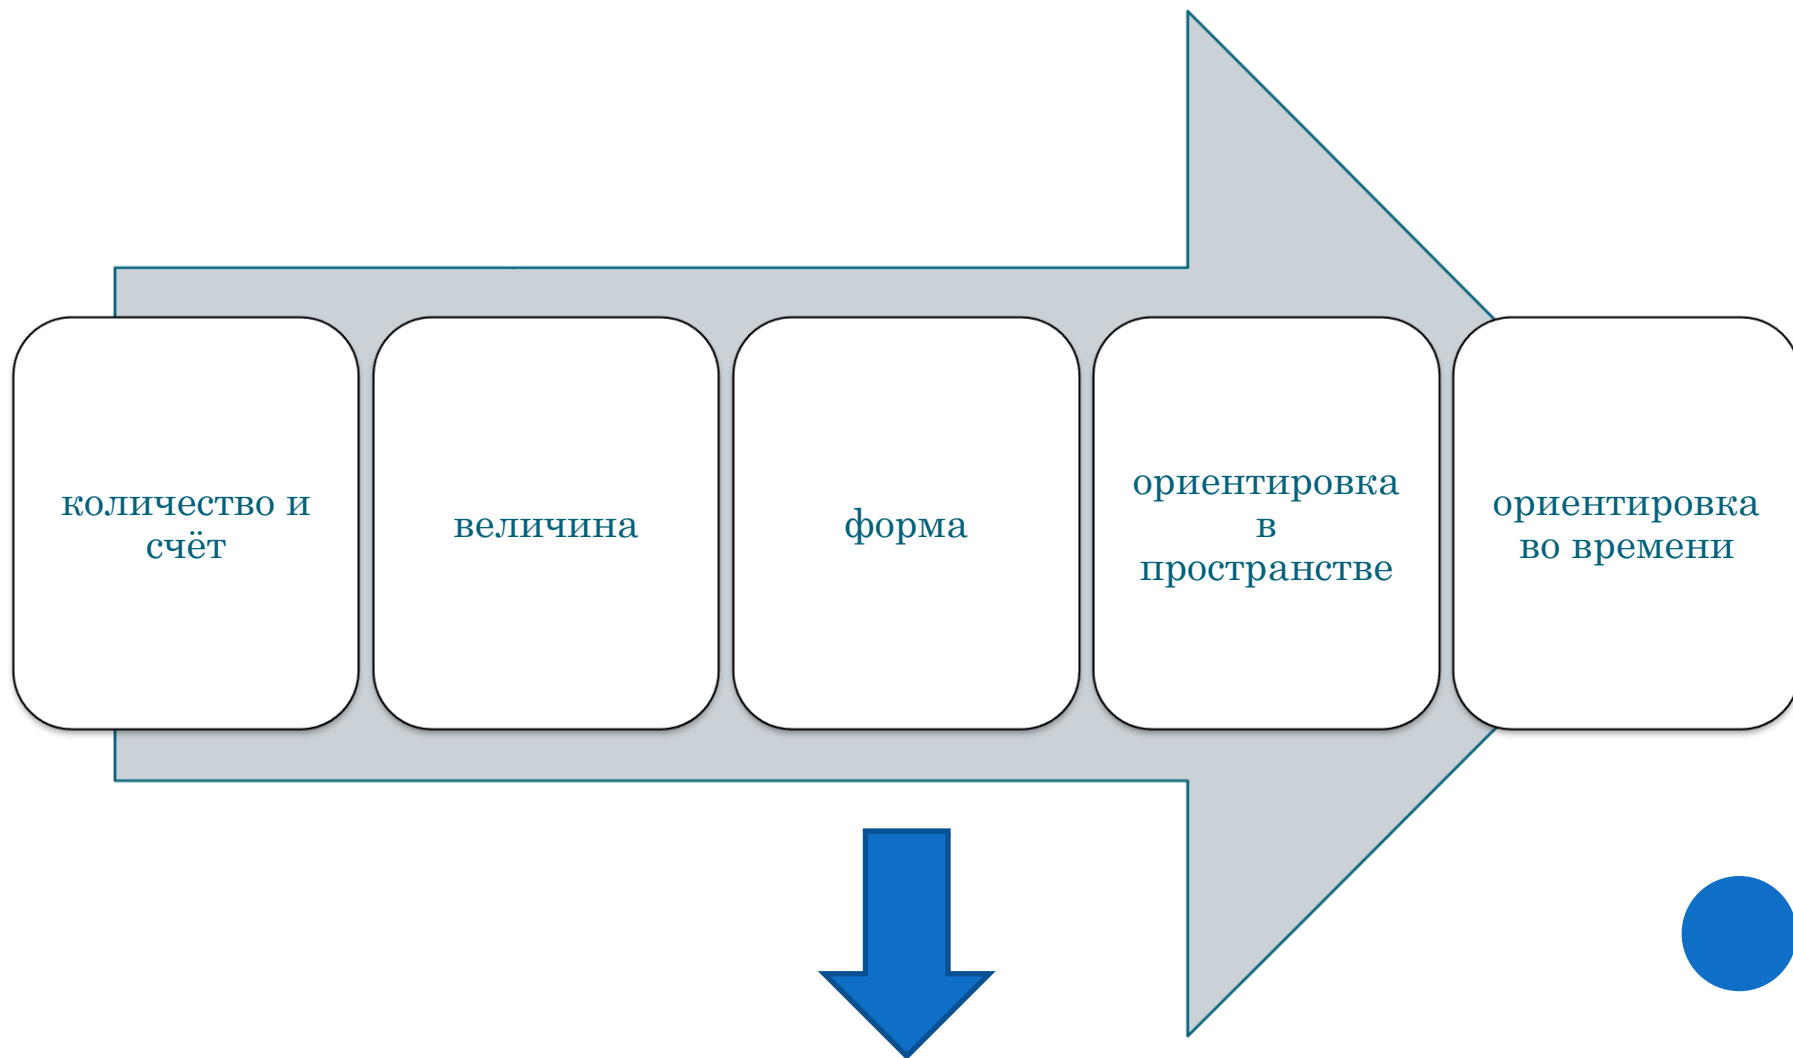 количество и
счёт
величина
форма
ориентировка
в
пространстве
ориентировка
во времени